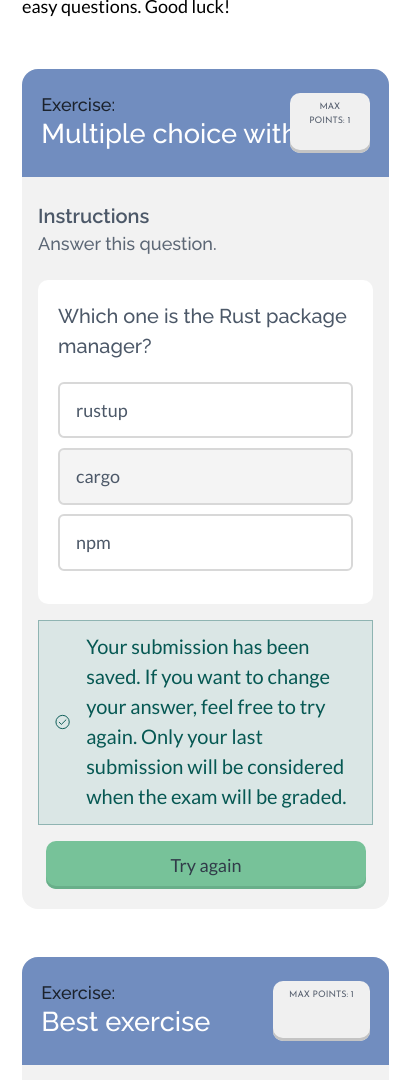 easy questions. Good luck!
Exercise:
Multiple choice with
MAX
POINTS: 1
Instructions
Answer this question.
Which one is the Rust package
manager?
rustup
cargo
npm
Your submission has been
saved. If you want to change
your answer, feel free to try
again. Only your last
submission will be considered
when the exam will be graded.
Try again
Exercise:
Best exercise
MAX POINTS: 1